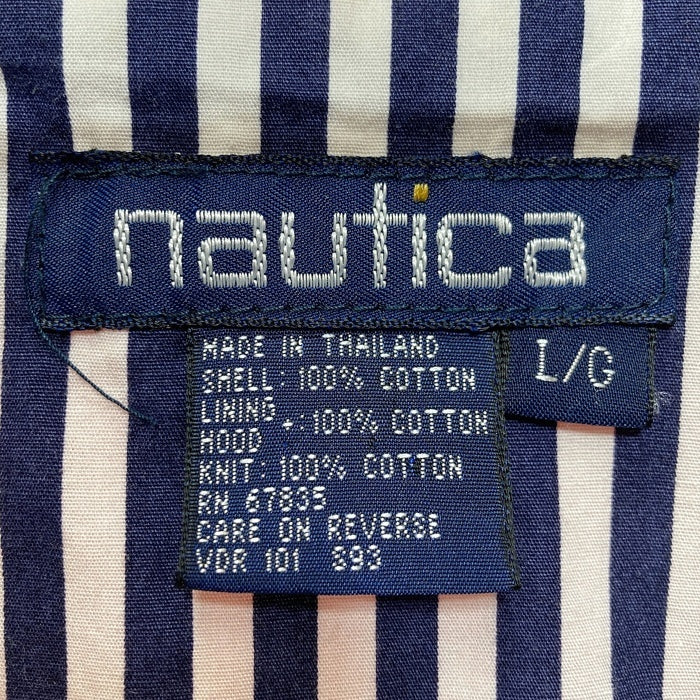 nautica
L/G
MADE IN THAILAND
SHELL: 100% COTTON
LINING
+: 100% COTTON
HOOD
KNIT: 100% COTTON
RN 67835
CARE ON REVERSE
VDR 101 893